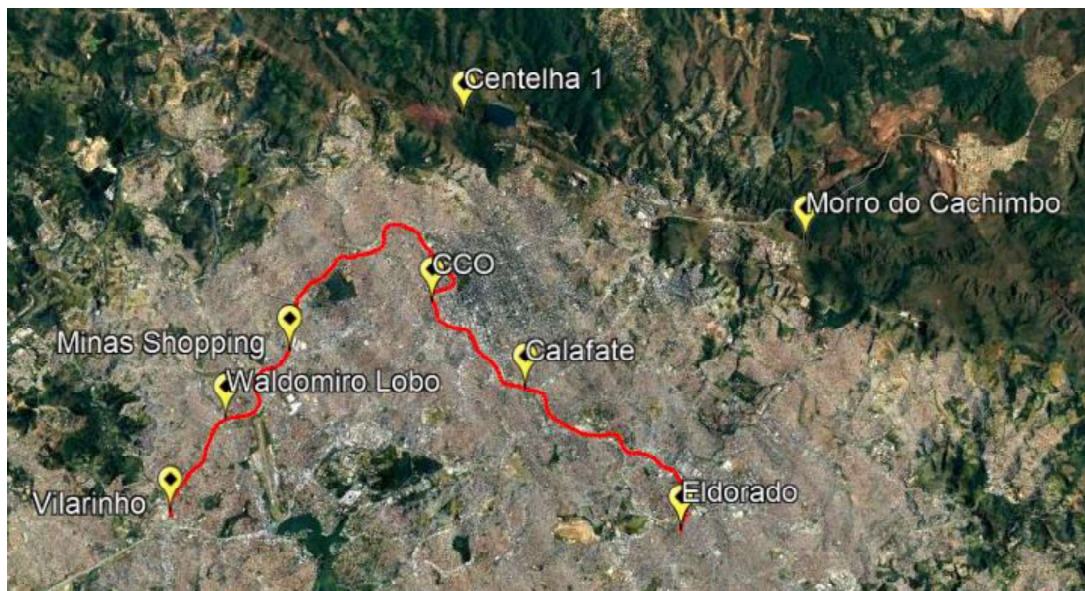 Centelha 1
Morro do Cachimbo
CCO
Minas Shopping
Calafate
Waldomiro Lobo
Vilarinho
Eldorado